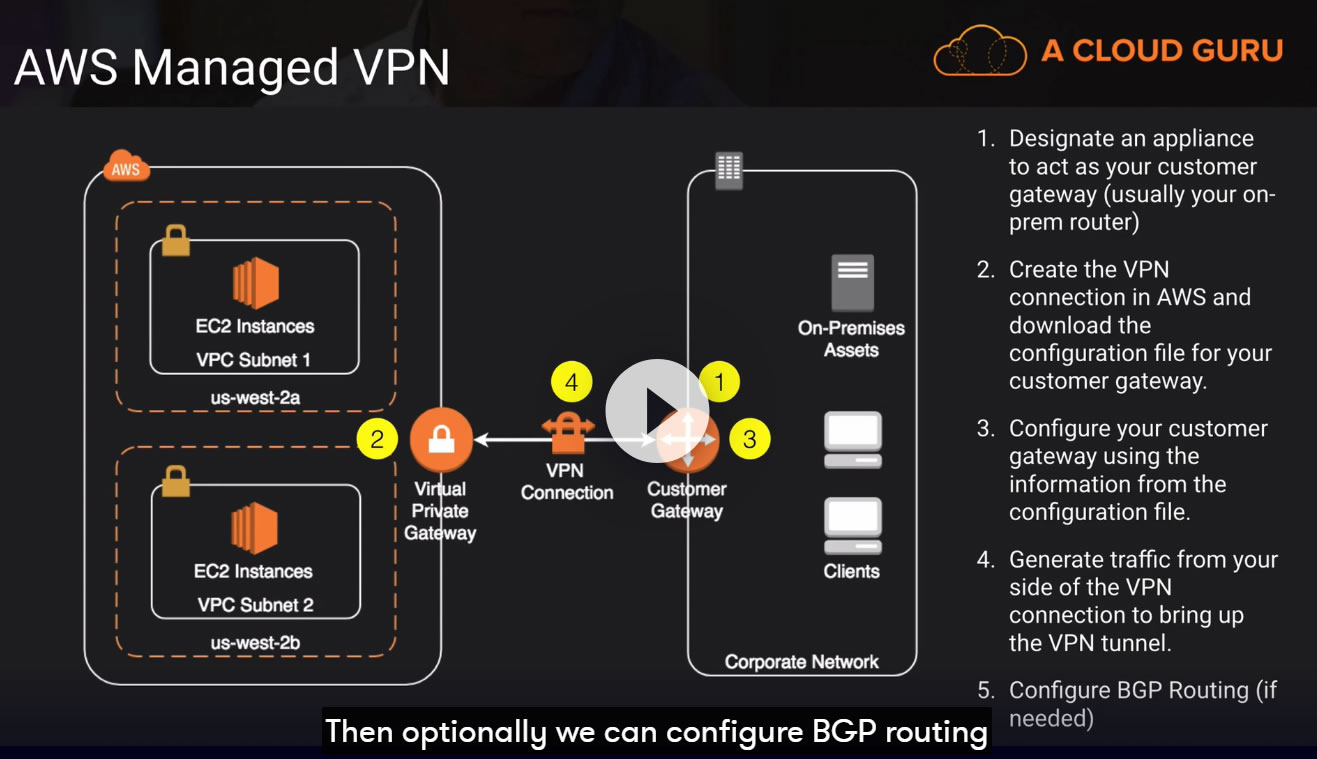 AWS Managed VPN
A CLOUD GURU
AWS
EC2 Instances
VPC Subnet 1
us-west-2a
EC2 Instances
VPC Subnet 2
us-west-2b
2
Virtual
Private
Gateway
4
VPN
Connection
1
3
Customer
Gateway
On-Premises
Assets
Clients
Corporate Network
1. Designate an appliance
to act as your customer
gateway (usually your on-
prem router)
2. Create the VPN
connection in AWS and
download the
configuration file for your
customer gateway.
3. Configure your customer
gateway using the
information from the
configuration file.
4. Generate traffic from your
side of the VPN
connection to bring up
the VPN tunnel.
5. Configure BGP Routing (if
needed)
Then optionally we can configure BGP routing